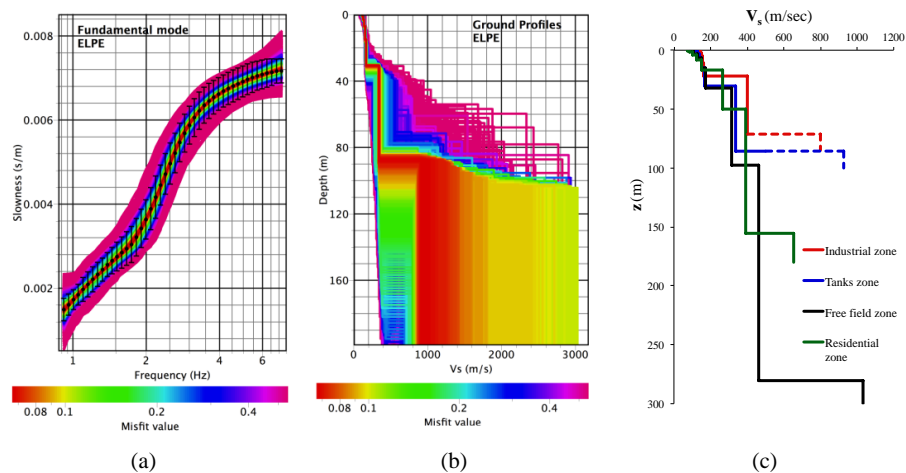 Fundamental mode
ELPE
0.008
0.006
0.004
0.002
Slowness (s/m)
1
2
4
6
Frequency (Hz)
0.08
0.1
0.2
0.4
Misfit value
(a)
Ground Profiles
ELPE
0
40
80
120
160
Depth (m)
0
1000
2000
3000
Vs (m/s)
0.08
0.1
0.2
0.4
Misfit value
(b)
Vs (m/sec)
0
200
400
600
800
1000
1200
0
50
100
150
200
250
300
z (m)
Industrial zone
Tanks zone
Free field zone
Residential
zone
(c)